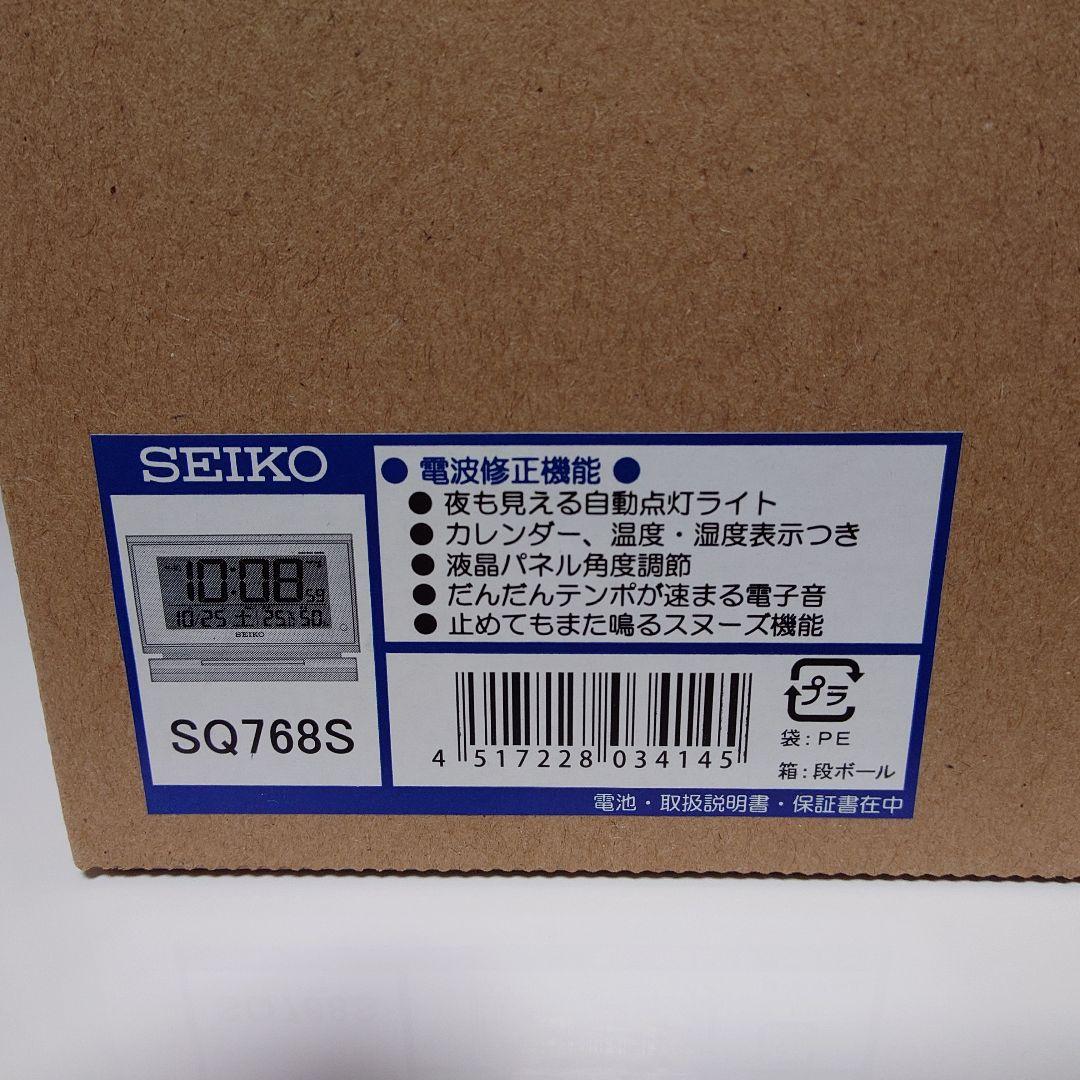 SEIKO
10:08 59
10/25 土 25.5 50
SEIKO
SQ768S
● 電波修正機能 ●
● 夜も見える自動点灯ライト
● カレンダー、温度・湿度表示つき
● 液晶パネル角度調節
● だんだんテンポが速まる電子音
● 止めてもまた鳴るスヌーズ機能
4 517228 034145
プラ
袋:PE
箱:段ボール
電池・取扱説明書・保証書在中